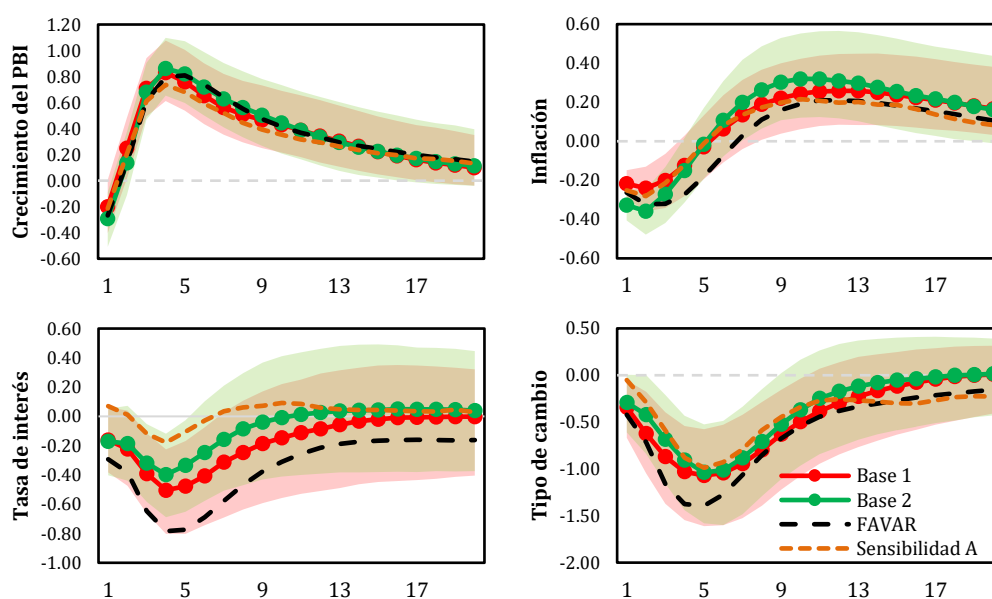 Crecimiento del PBI
1.20
1.00
0.80
0.60
0.40
0.20
0.00
-0.20
-0.40
-0.60
1 5 9 13 17
Inflación
0.60
0.40
0.20
0.00
-0.20
-0.40
-0.60
1 5 9 13 17
Tasa de interés
0.60
0.40
0.20
0.00
-0.20
-0.40
-0.60
-0.80
-1.00
1 5 9 13 17
Tipo de cambio
0.50
0.00
-0.50
-1.00
-1.50
-2.00
1 5 9 13 17
Base 1
Base 2
FAVAR
Sensibilidad A